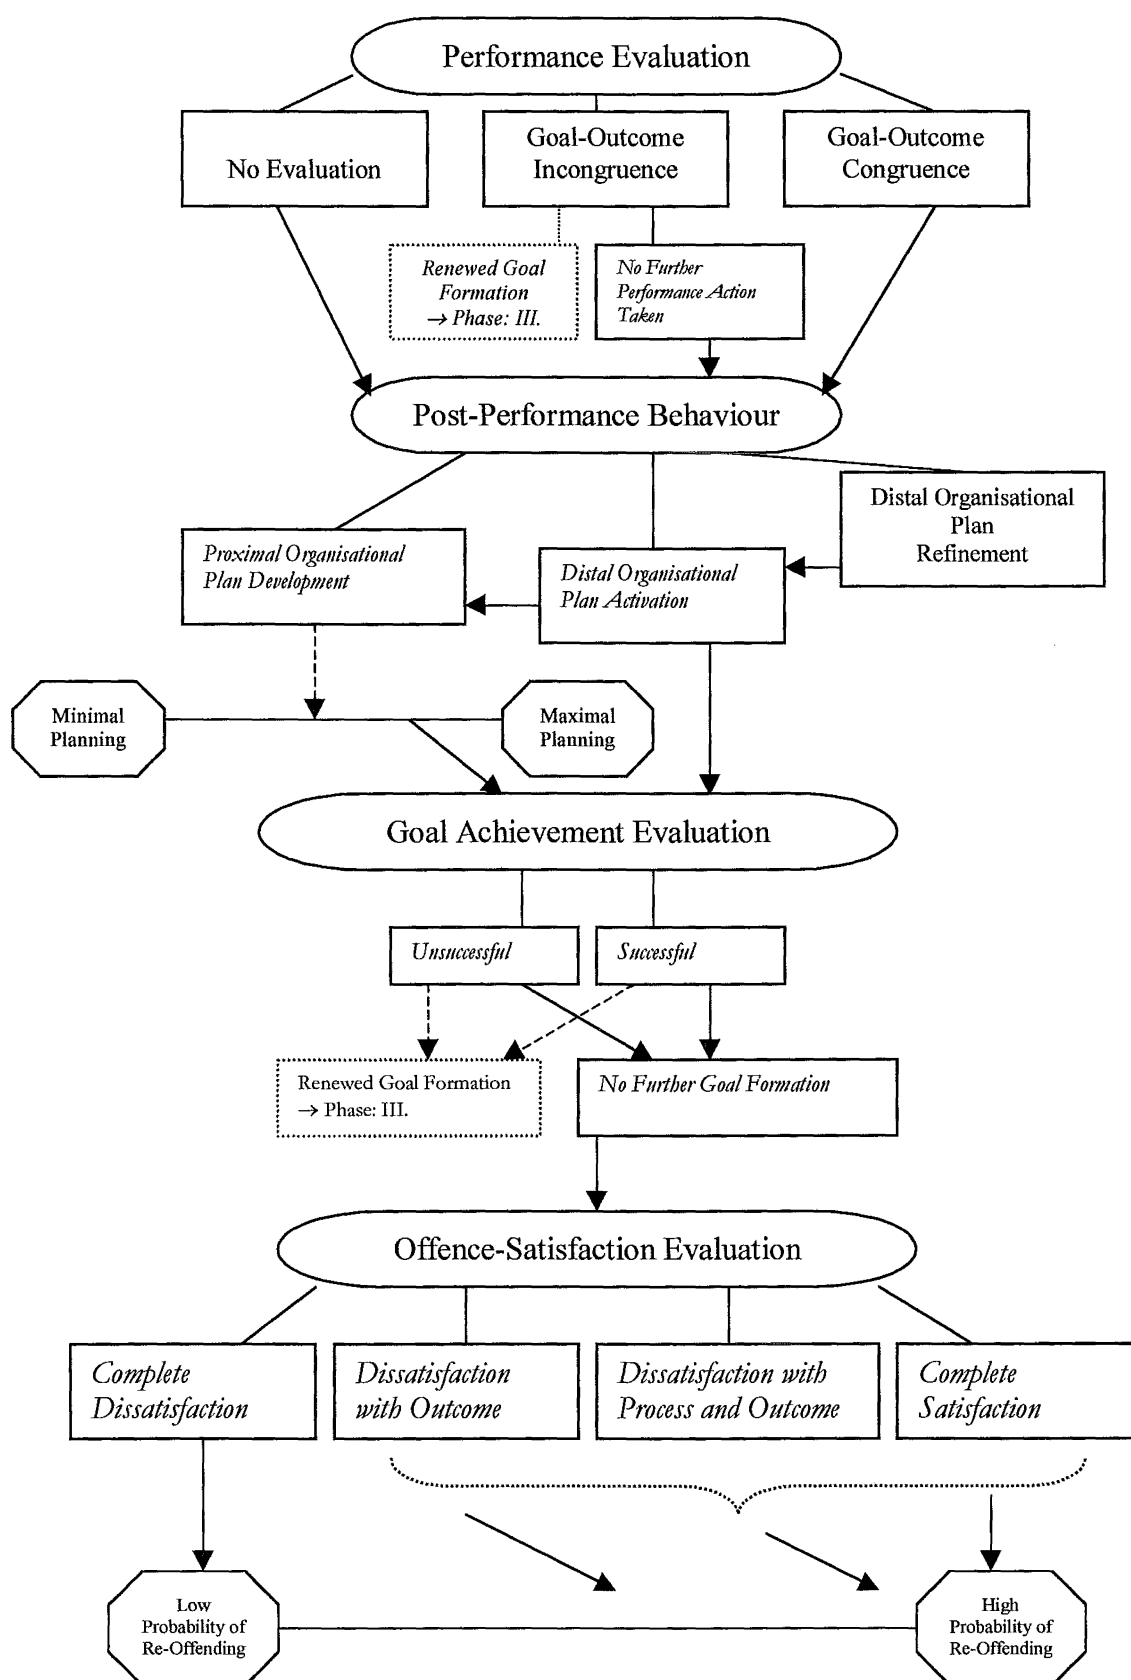 Performance Evaluation
No Evaluation
Goal-Outcome
Incongruence
Goal-Outcome
Congruence
Renewed Goal
Formation
→ Phase: III.
No Further
Performance Action
Taken
Post-Performance Behaviour
Distal Organisational
Plan
Refinement
Proximal Organisational
Plan Development
Distal Organisational
Plan Activation
Minimal
Planning
Maximal
Planning
Goal Achievement Evaluation
Unsuccessful
Successful
Renewed Goal Formation
→ Phase: III.
No Further Goal Formation
Offence-Satisfaction Evaluation
Complete
Dissatisfaction
Dissatisfaction
with Outcome
Dissatisfaction with
Process and Outcome
Complete
Satisfaction
Low
Probability of
Re-Offending
High
Probability of
Re-Offending